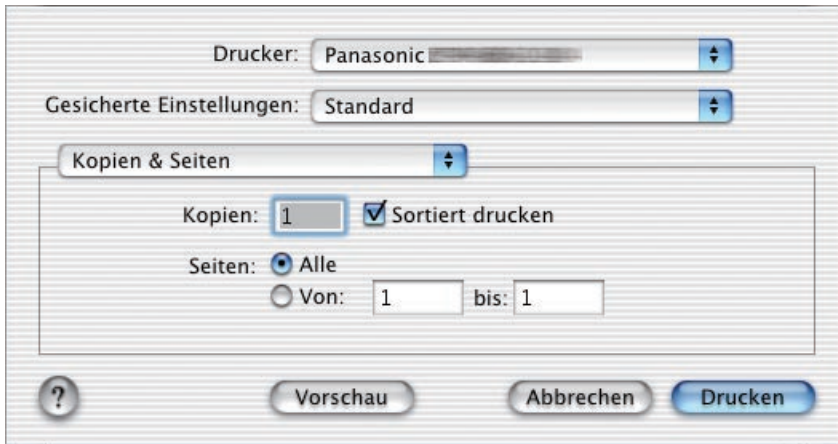 Drucker: Panasonic
Gesicherte Einstellungen: Standard
Kopien & Seiten
Kopien: 1 Sortiert drucken
Seiten: Alle
Von: 1 bis: 1
? Vorschau Abbrechen Drucken